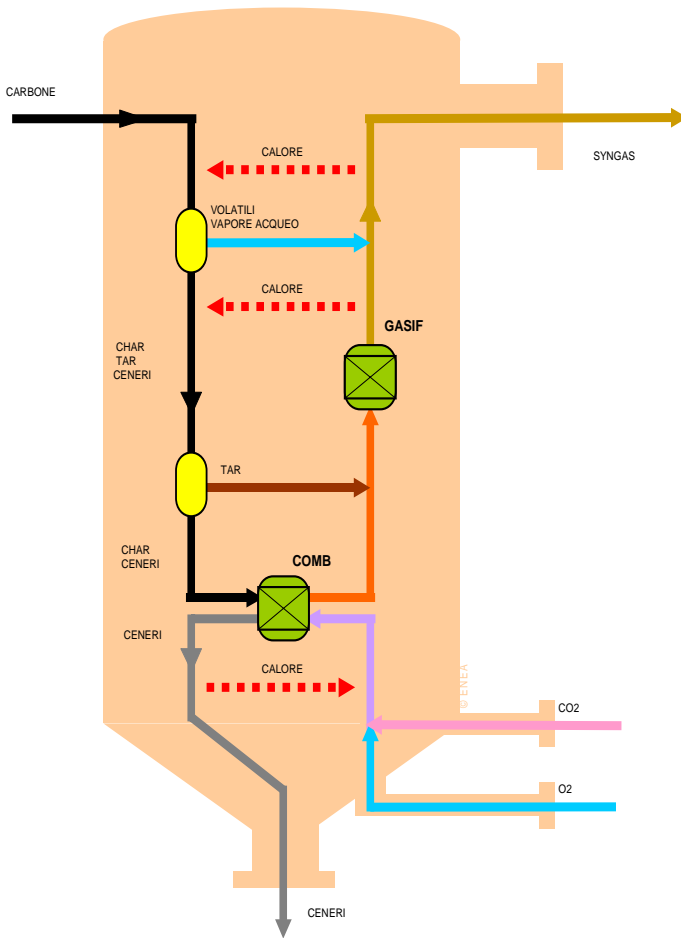 CARBONE
CALORE
SYNGAS
VOLATILI
VAPORE ACQUEO
CALORE
GASIF
CHAR
TAR
CENERI
TAR
CHAR
CENERI
COMB
CENERI
CALORE
© ENEA
CO2
O2
CENERI